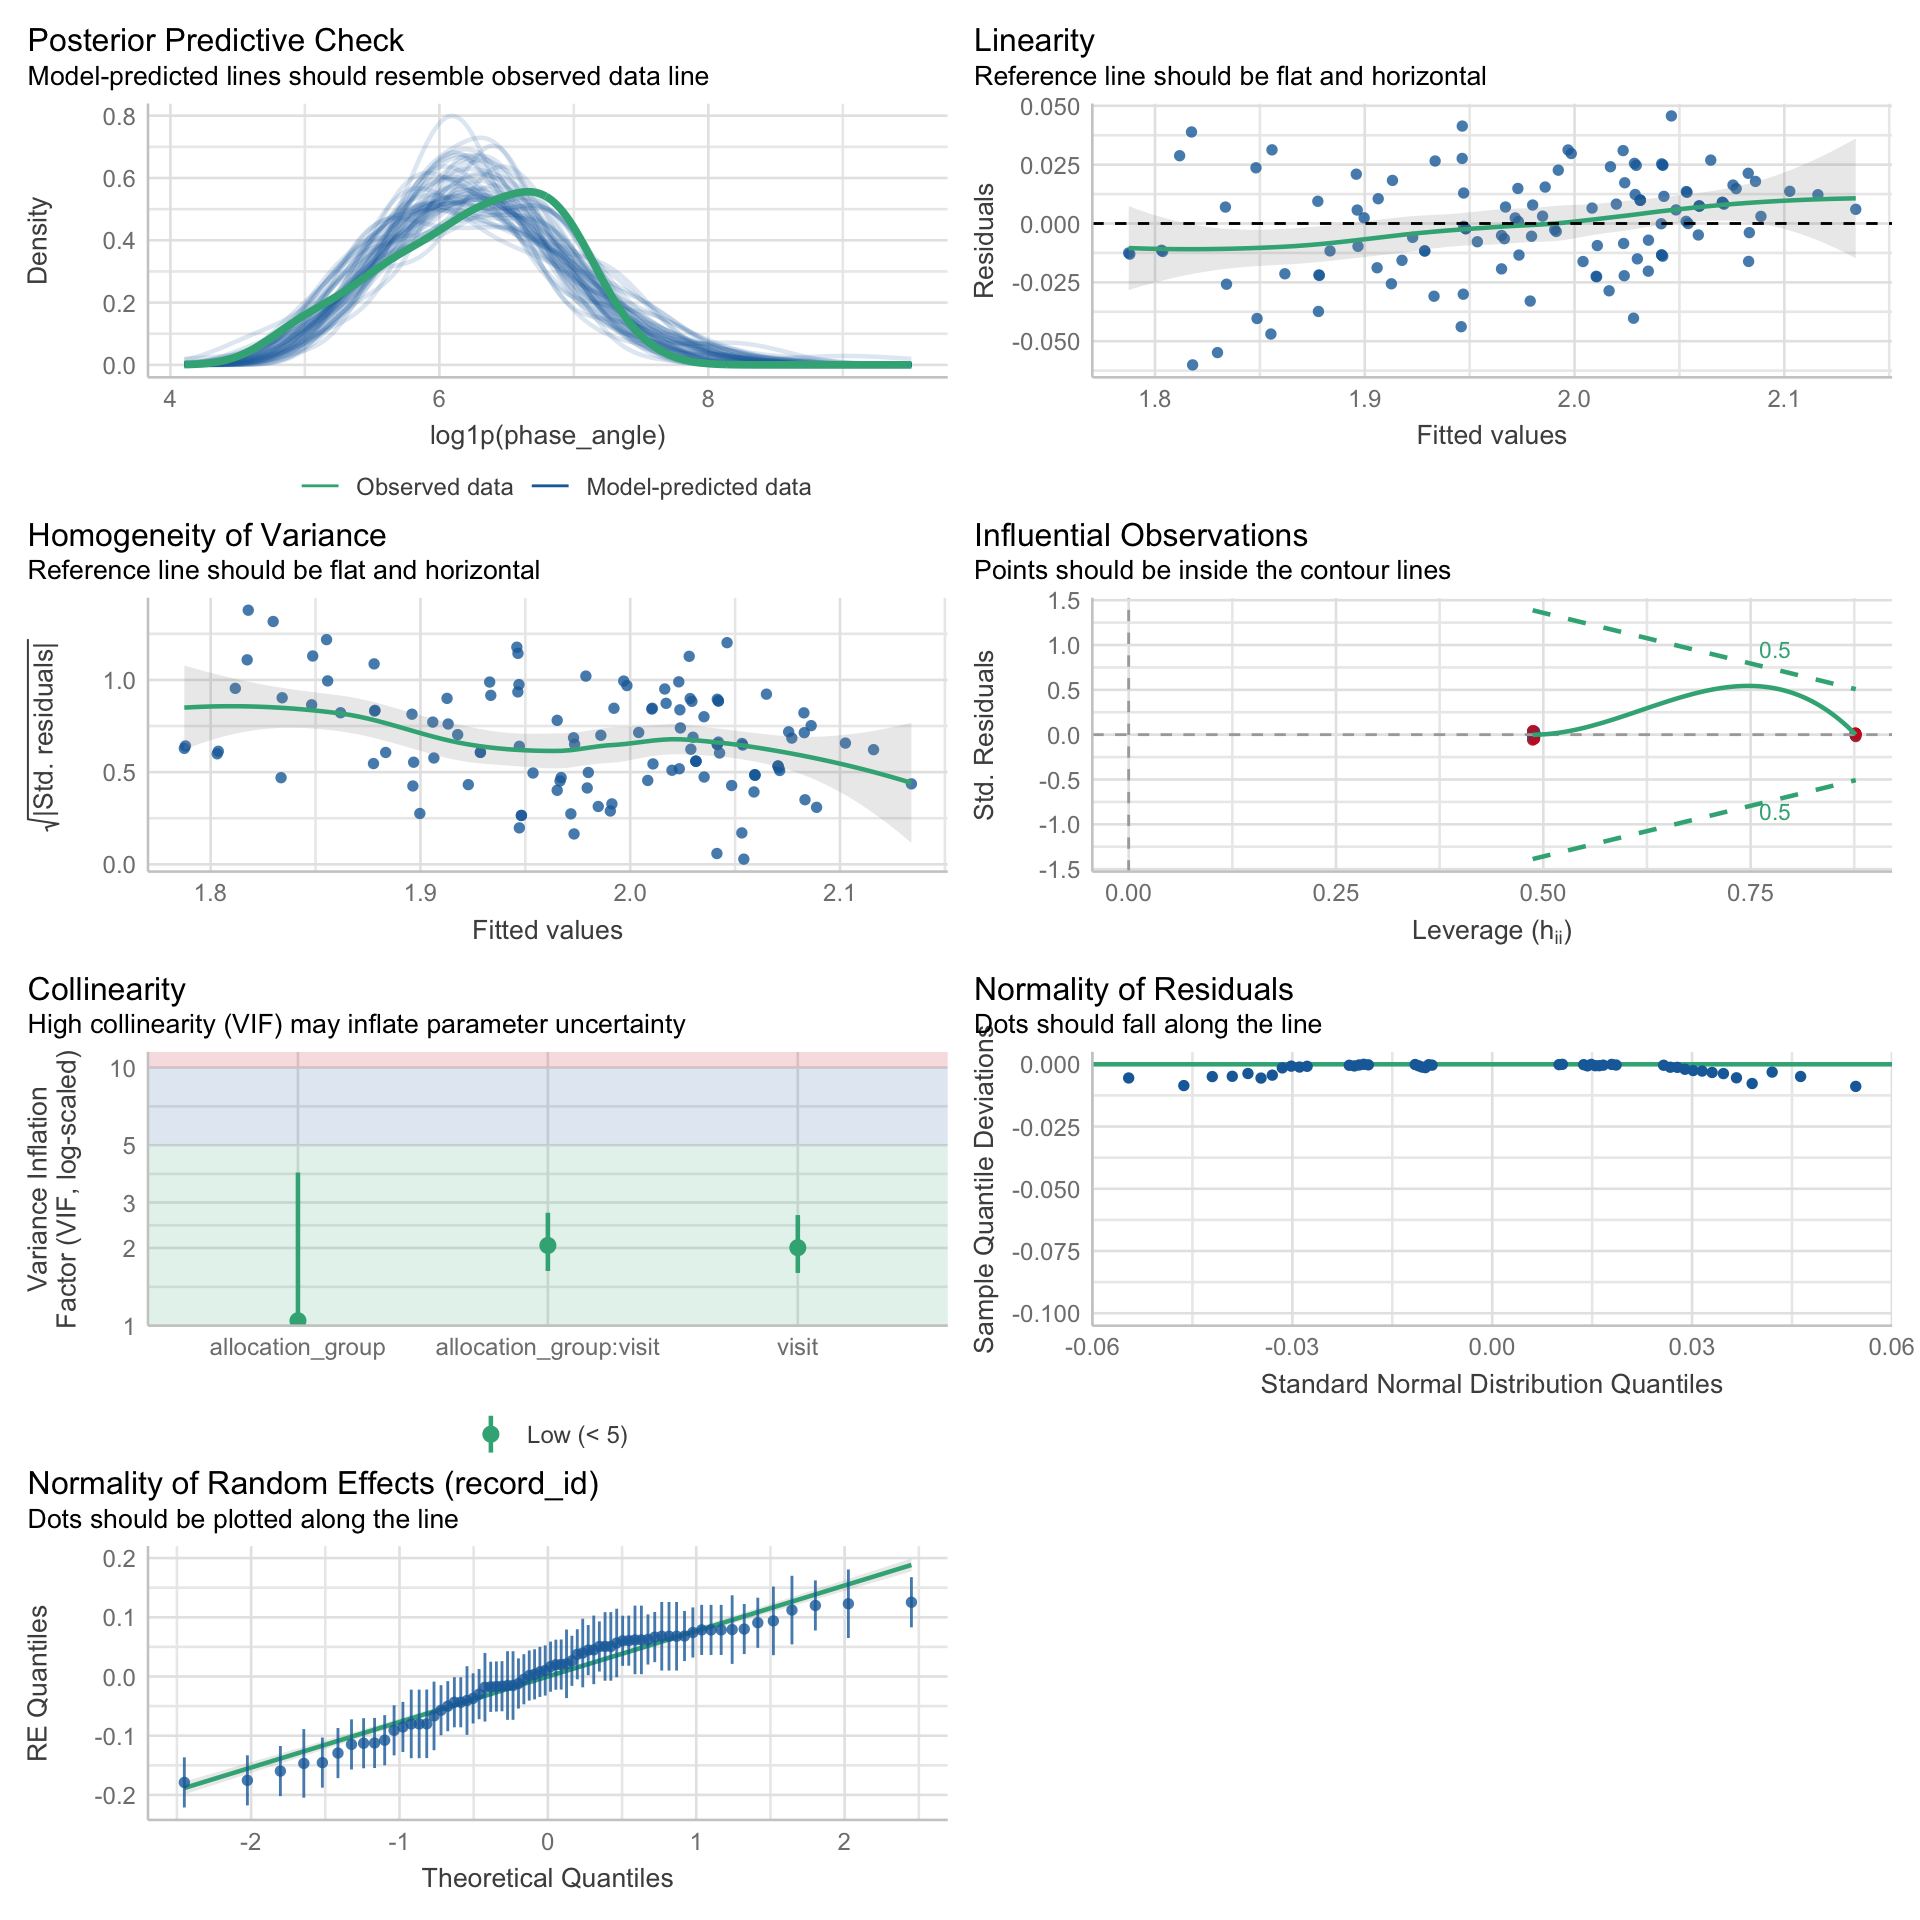 Posterior Predictive Check
Model-predicted lines should resemble observed data line
0.8
0.6
0.4
0.2
0.0
Density
4
6
8
log1p(phase_angle)
Observed data
Model-predicted data
Linearity
Reference line should be flat and horizontal
0.050
0.025
0.000
-0.025
-0.050
Residuals
1.8
1.9
2.0
2.1
Fitted values
Homogeneity of Variance
Reference line should be flat and horizontal
1.0
0.5
0.0
√|Std. residuals|
1.8
1.9
2.0
2.1
Fitted values
Influential Observations
Points should be inside the contour lines
1.5
1.0
0.5
0.0
-0.5
-1.0
-1.5
Std. Residuals
0.5
0.5
0.00
0.25
0.50
0.75
Leverage (hii)
Collinearity
High collinearity (VIF) may inflate parameter uncertainty
10
5
3
2
1
Variance Inflation
Factor (VIF, log-scaled)
allocation_group
allocation_group:visit
visit
Low (< 5)
Normality of Residuals
Dots should fall along the line
0.000
-0.025
-0.050
-0.075
-0.100
Sample Quantile Deviations
-0.06
-0.03
0.00
0.03
0.06
Standard Normal Distribution Quantiles
Normality of Random Effects (record_id)
Dots should be plotted along the line
0.2
0.1
0.0
-0.1
-0.2
RE Quantiles
-2
-1
0
1
2
Theoretical Quantiles